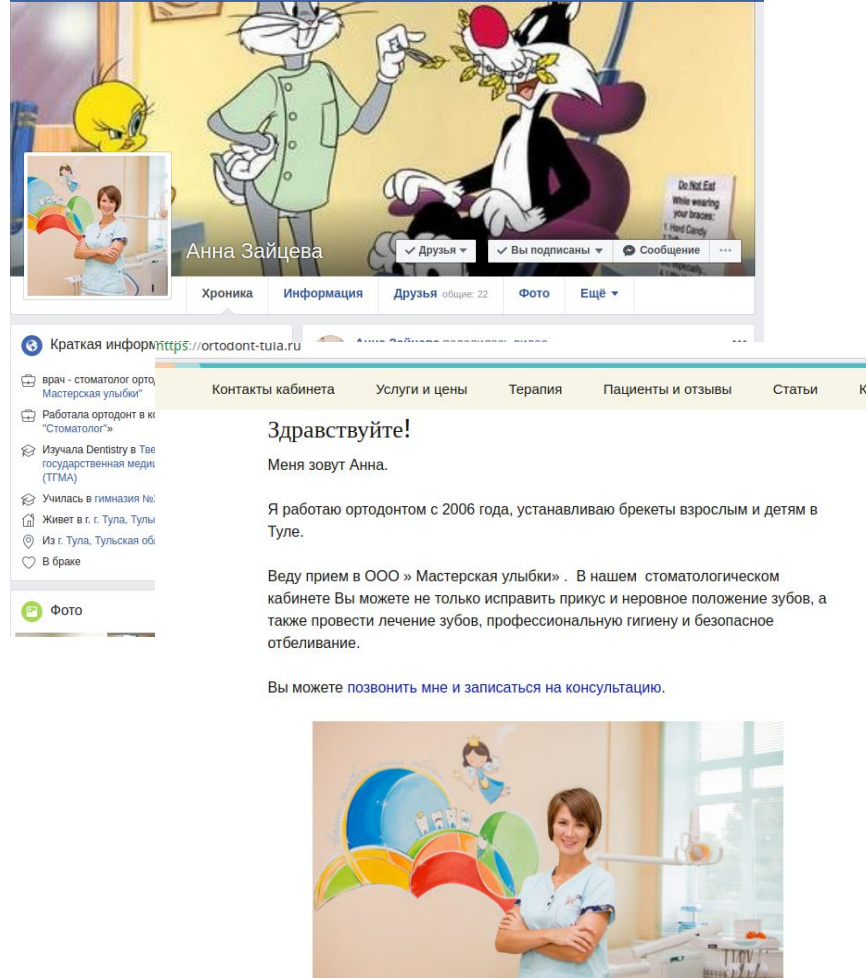 Do Not Eat
While wearing
your braces:
1. Hard Candy
Анна Зайцева
Друзья
Вы подписаны
Сообщение
Хроника
Информация
Друзья общие: 22
Фото
Ещё
Краткая информ
врач - стоматолог орто
Мастерская улыбки"
Работала ортодонт в к
"Стоматолог"»
Изучала Dentistry в Тве
государственная медиц
(ТГМА)
Училась в гимназия №
Живет в г. г. Тула, Туль
Из г. Тула, Тульская об
В браке
Фото
https://ortodont-tula.ru
Контакты кабинета
Услуги и цены
Терапия
Пациенты и отзывы
Статьи
К
Здравствуйте!
Меня зовут Анна.
Я работаю ортодонтом с 2006 года, устанавливаю брекеты взрослым и детям в
Туле.
Веду прием в ООО » Мастерская улыбки» . В нашем стоматологическом
кабинете Вы можете не только исправить прикус и неровное положение зубов, а
также провести лечение зубов, профессиональную гигиену и безопасное
отбеливание.
Вы можете позвонить мне и записаться на консультацию.